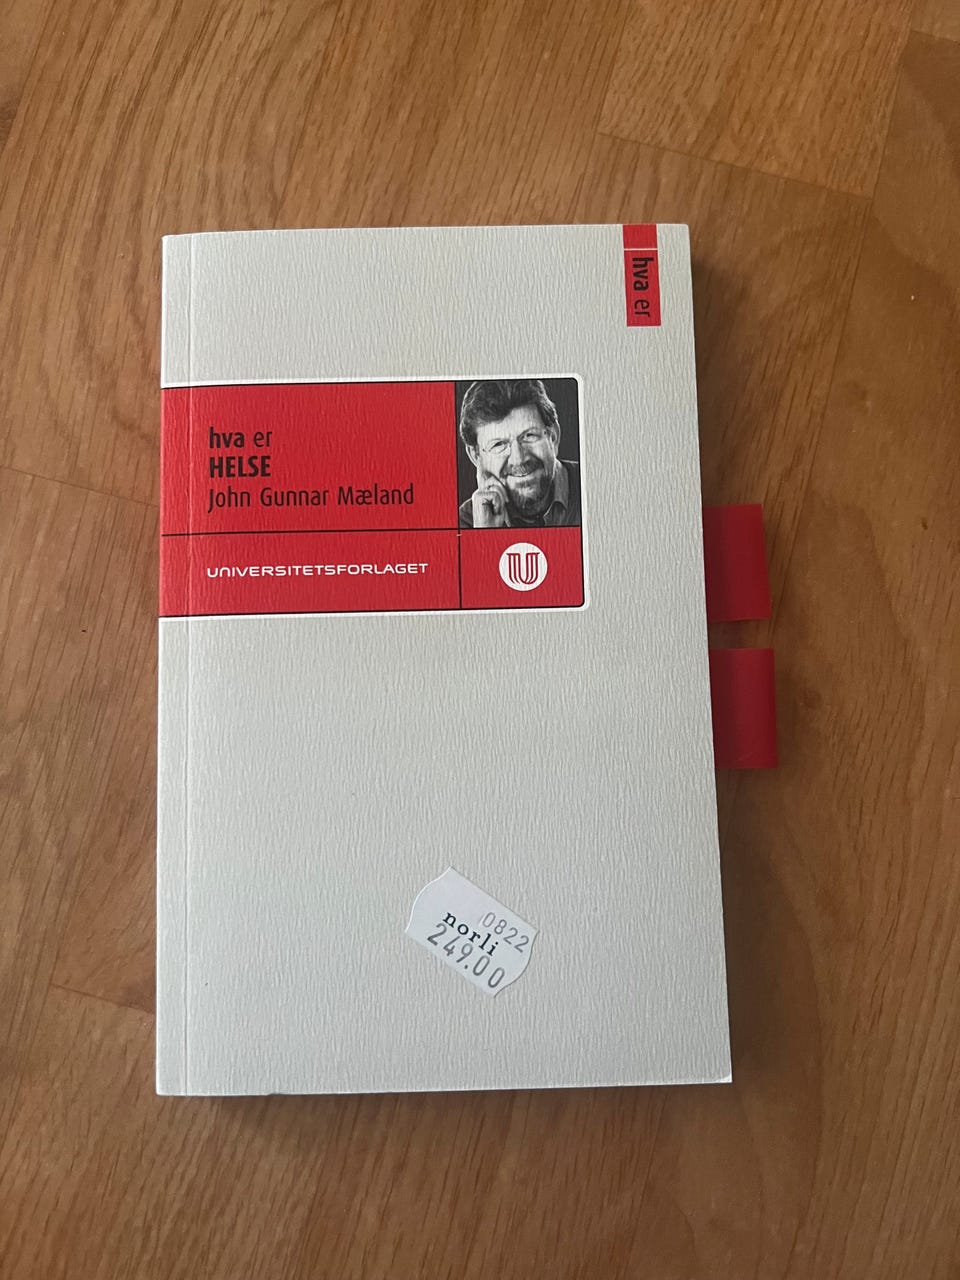 hva er
hva er
HELSE
John Gunnar Mæland
UNIVERSITETSFORLAGET
U
0822
norli
249.00